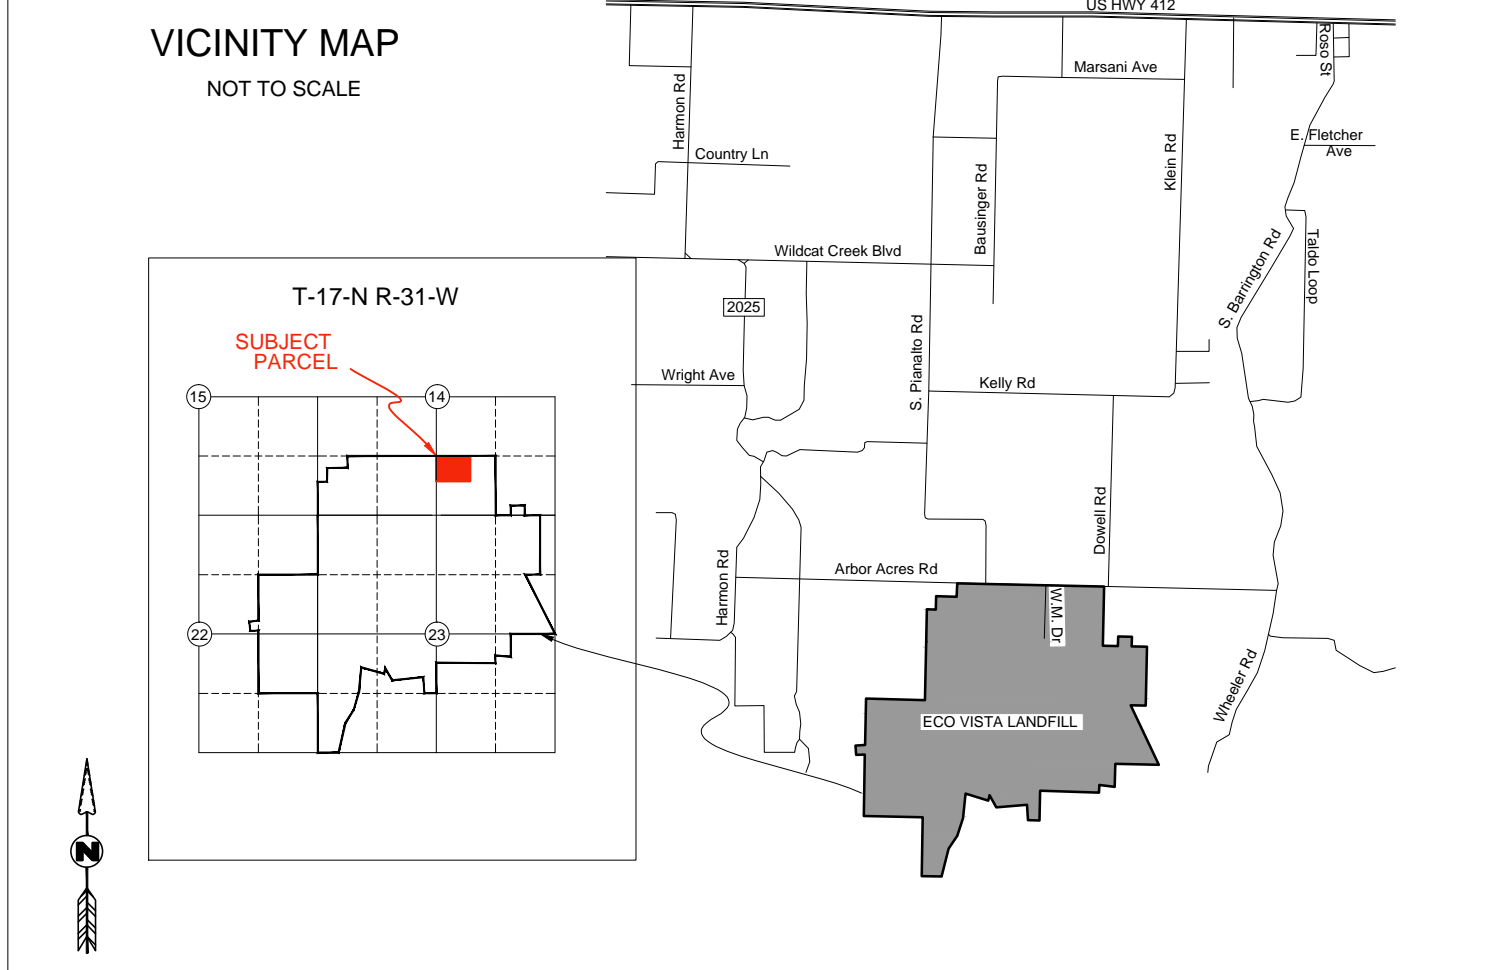 US HWY 412
VICINITY MAP
NOT TO SCALE
Roso St
Marsani Ave
Harmon Rd
E. Fletcher
Ave
Country Ln
Klein Rd
Bausinger Rd
Wildcat Creek Blvd
S. Barrington Rd
Taldo Loop
T-17-N R-31-W
2025
SUBJECT
PARCEL
S. Pianalto Rd
Wright Ave
Kelly Rd
15
14
Dowell Rd
Harmon Rd
Arbor Acres Rd
W.M. Dr
22
23
Wheeler Rd
ECO VISTA LANDFILL
N